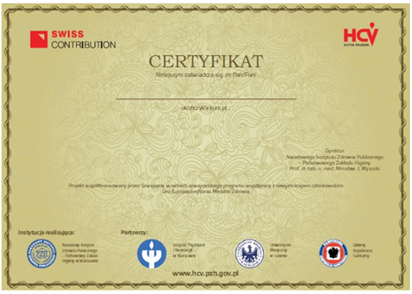 SWISS
CONTRIBUTION
HCV
CERTYFIKAT
Niniejszym zaświadcza się, że Pan/Pani
ukończył/a kurs pt.:
Dyrektor
Narodowego Instytutu Zdrowia Publicznego
- Państwowego Zakładu Higieny
Prof. dr hab. n. med. Mirosław J. Wysocki
Projekt współfinansowany przez Szwajcarię w ramach szwajcarskiego programu współpracy z nowymi krajami członkowskimi
Unii Europejskiej
Instytucja realizująca:
Partnerzy:
Narodowy Instytut
Zdrowia Publicznego
- Państwowy Zakład
Higieny
Instytut Psychiatrii
i Neurologii
w Warszawie
Uniwersytet
Medyczny
w Lublinie
Główny
Inspektorat
Sanitarny
www.hcv.pzh.gov.pl